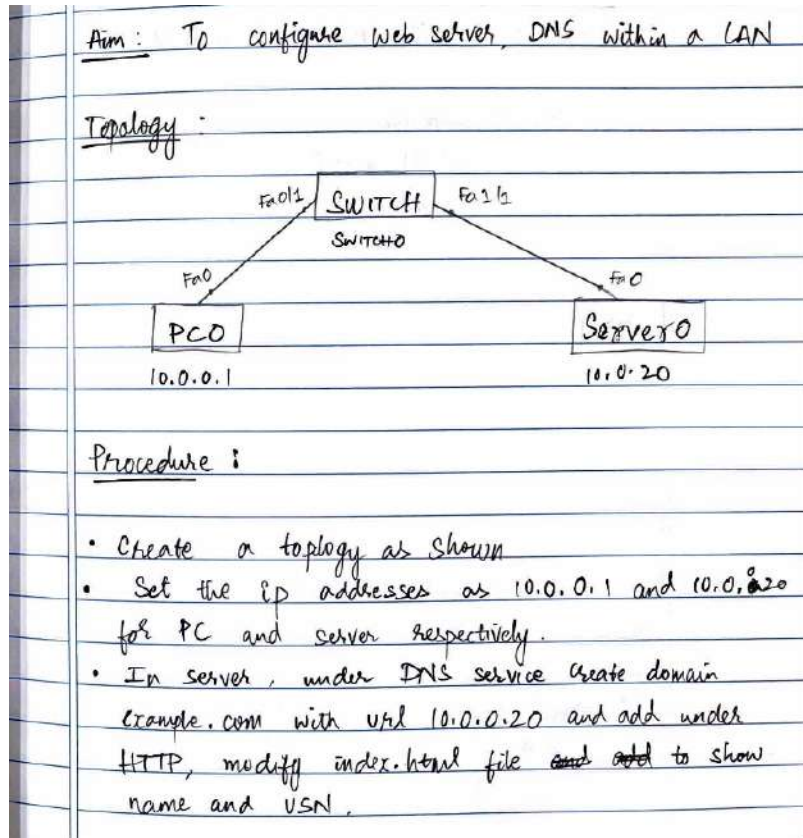 Aim: To configure web server, DNS within a LAN
Topology :
Fa0/1 SWITCH Fa1/1
SWITCH0
Fa0 Fa0
PC0 Server0
10.0.0.1 10.0.20
Procedure :
• Create a toplogy as shown
• Set the ip addresses as 10.0.0.1 and 10.0.0.20
for PC and server respectively.
• In server, under DNS service create domain
example.com with url 10.0.0.20 and add under
HTTP, modify index.html file and add to show
name and USN.